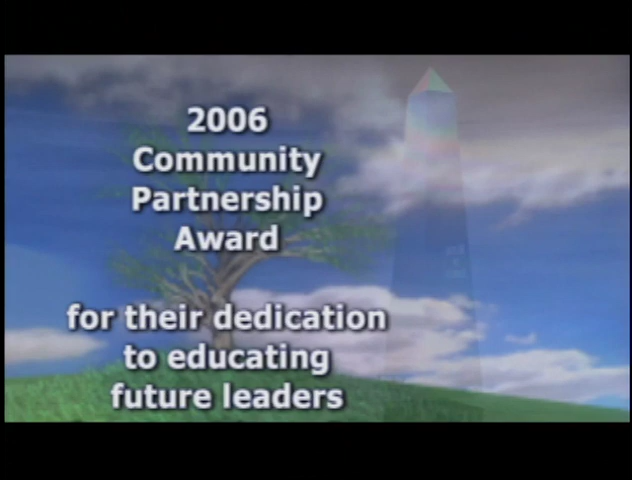 2006
Community
Partnership
Award
for their dedication
to educating
future leaders